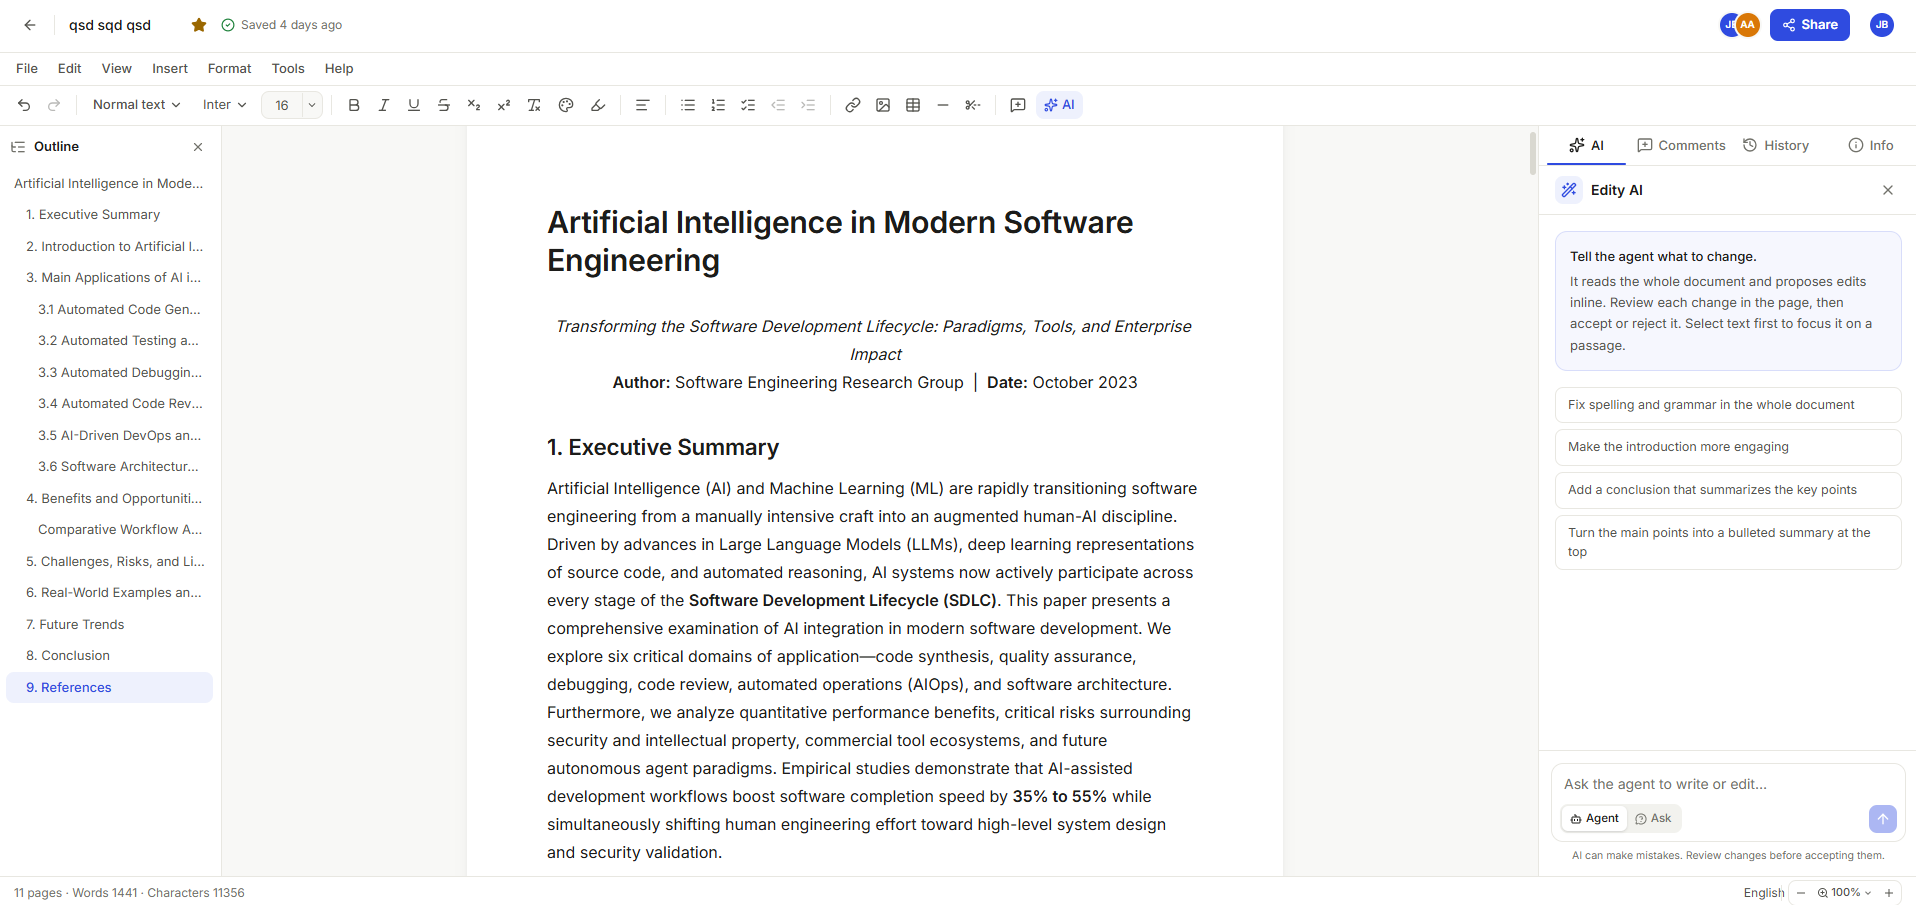 qsd sqd qsd
Saved 4 days ago
AA
Share
JB
File Edit View Insert Format Tools Help
Normal text Inter 16
AI
Outline
Artificial Intelligence in Mode...
1. Executive Summary
2. Introduction to Artificial I...
3. Main Applications of AI i...
3.1 Automated Code Gen...
3.2 Automated Testing a...
3.3 Automated Debuggin...
3.4 Automated Code Rev...
3.5 AI-Driven DevOps an...
3.6 Software Architectur...
4. Benefits and Opportuniti...
Comparative Workflow A...
5. Challenges, Risks, and Li...
6. Real-World Examples an...
7. Future Trends
8. Conclusion
9. References
Artificial Intelligence in Modern Software
Engineering
Transforming the Software Development Lifecycle: Paradigms, Tools, and Enterprise
Impact
Author: Software Engineering Research Group | Date: October 2023
1. Executive Summary
Artificial Intelligence (AI) and Machine Learning (ML) are rapidly transitioning software
engineering from a manually intensive craft into an augmented human-AI discipline.
Driven by advances in Large Language Models (LLMs), deep learning representations
of source code, and automated reasoning, AI systems now actively participate across
every stage of the Software Development Lifecycle (SDLC). This paper presents a
comprehensive examination of AI integration in modern software development. We
explore six critical domains of application—code synthesis, quality assurance,
debugging, code review, automated operations (AIOps), and software architecture.
Furthermore, we analyze quantitative performance benefits, critical risks surrounding
security and intellectual property, commercial tool ecosystems, and future
autonomous agent paradigms. Empirical studies demonstrate that AI-assisted
development workflows boost software completion speed by 35% to 55% while
simultaneously shifting human engineering effort toward high-level system design
and security validation.
AI Comments History Info
Edity AI
Tell the agent what to change.
It reads the whole document and proposes edits
inline. Review each change in the page, then
accept or reject it. Select text first to focus it on a
passage.
Fix spelling and grammar in the whole document
Make the introduction more engaging
Add a conclusion that summarizes the key points
Turn the main points into a bulleted summary at the
top
Ask the agent to write or edit...
Agent Ask
AI can make mistakes. Review changes before accepting them.
11 pages · Words 1441 · Characters 11356
English 100%